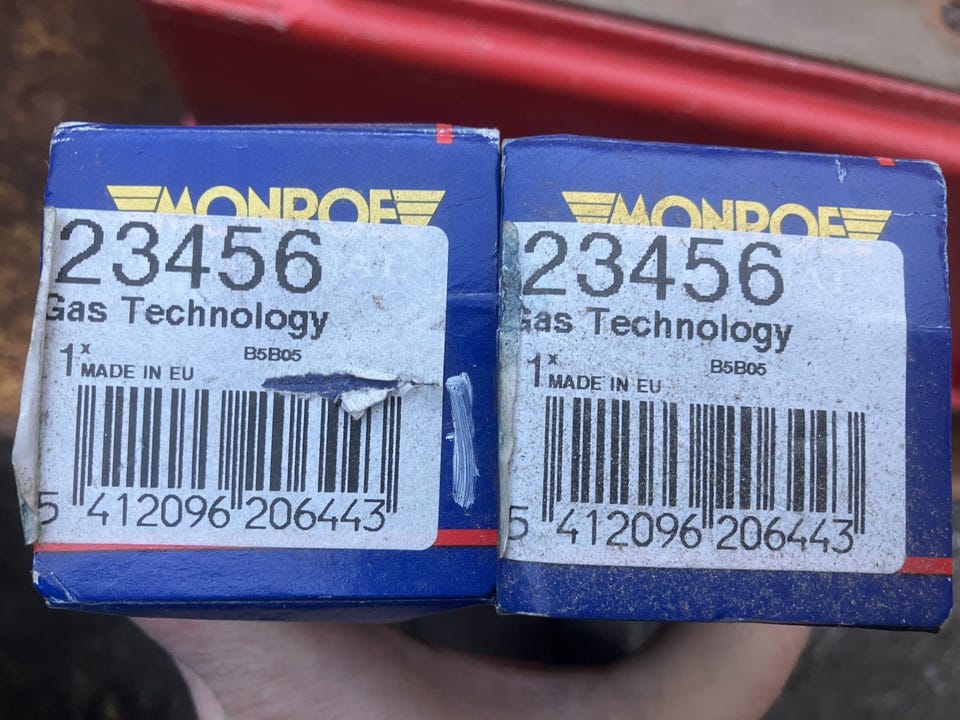 MONROE
23456
Gas Technology
1x
B5B05
MADE IN EU
5 412096 206443
MONROE
23456
Gas Technology
1x
B5B05
MADE IN EU
5 412096 206443